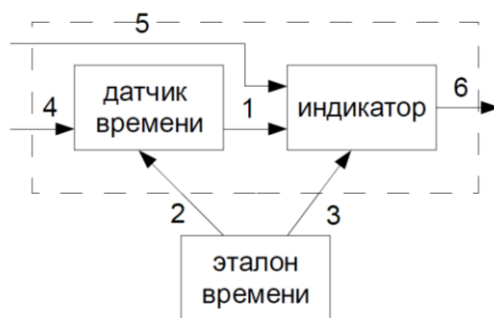 5
4
датчик
времени
1
индикатор
6
2
3
эталон
времени